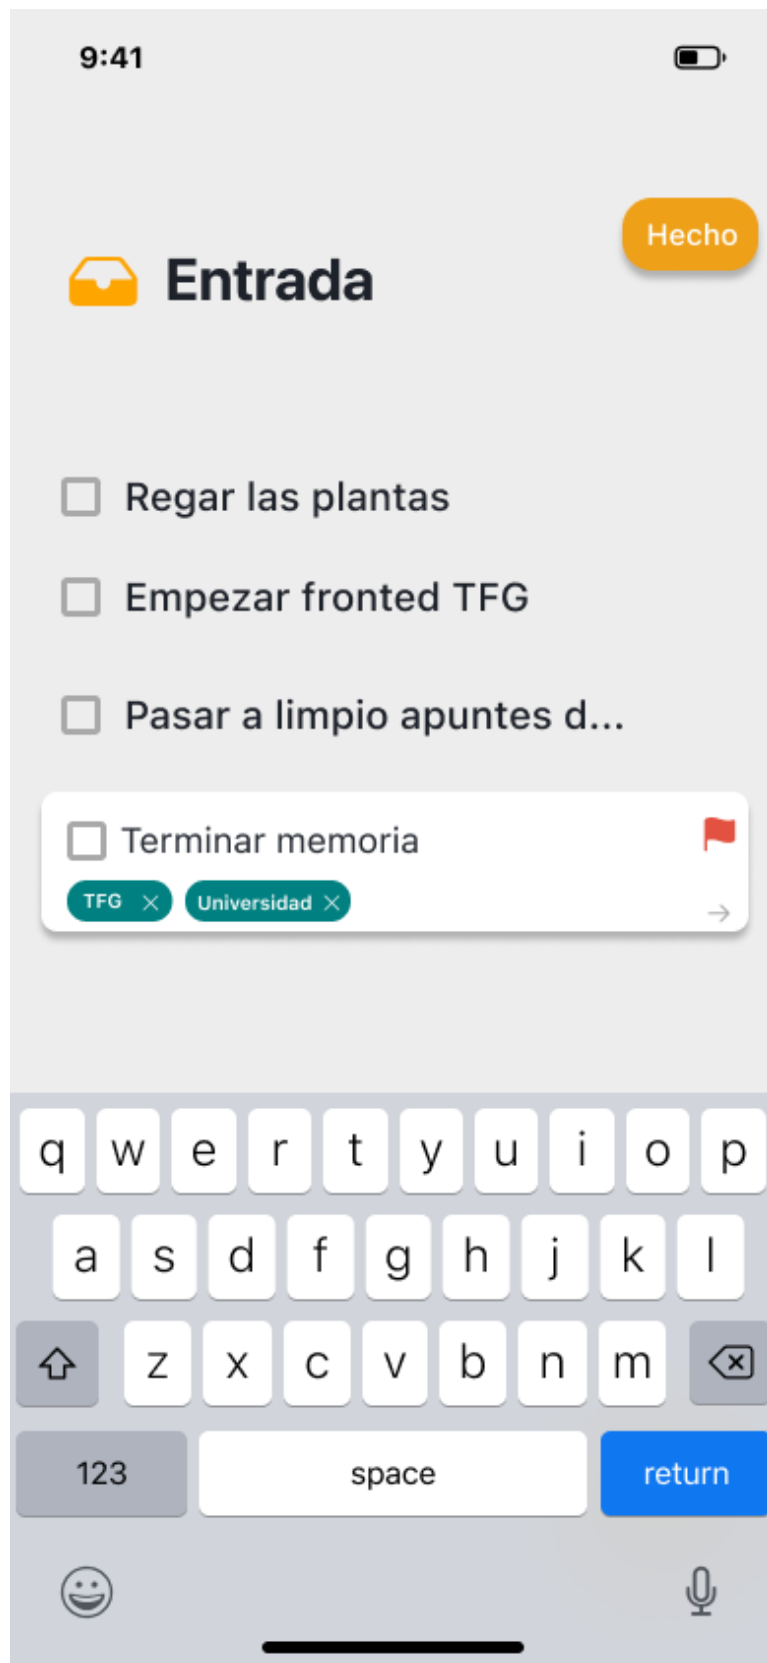 9:41
Hecho
Entrada
Regar las plantas
Empezar fronted TFG
Pasar a limpio apuntes d...
Terminar memoria
TFG Universidad
q w e r t y u i o p
a s d f g h j k l
z x c v b n m
123 space return